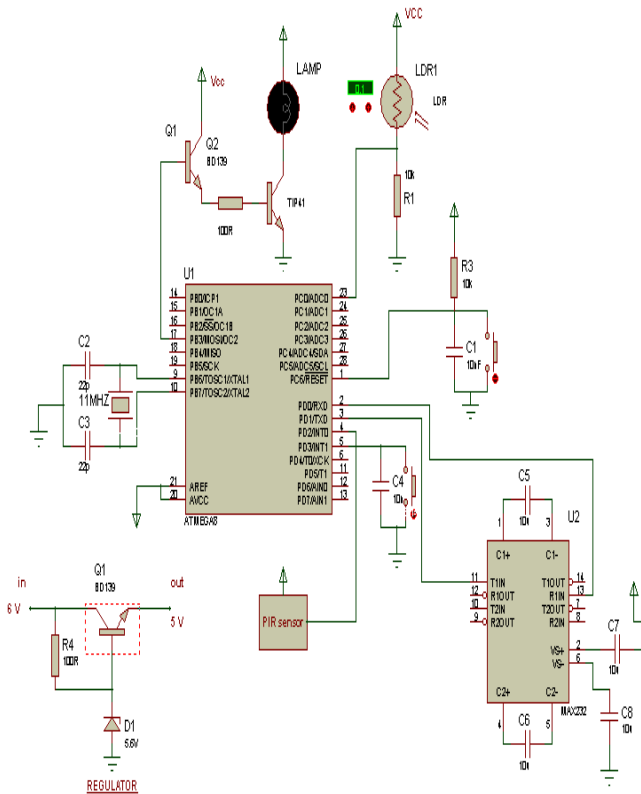 VCC
LAMP
LDR1
0.1
LDR
Vcc
Q1
Q2
BD139
10k
R1
TIP41
100R
U1
R3
10k
14 PB0/ICP1
15 PB1/OC1A
16 PB2/SS/OC1B
17 PB3/MOSI/OC2
18 PB4/MISO
19 PB5/SCK
9 PB6/TOSC1/XTAL1
10 PB7/TOSC2/XTAL2
21 AREF
20 AVCC
PC0/ADC0 23
PC1/ADC1 24
PC2/ADC2 25
PC3/ADC3 26
PC4/ADC4/SDA 27
PC5/ADC5/SCL 28
PC6/RESET 1
PD0/RXD 2
PD1/TXD 3
PD2/INT0 4
PD3/INT1 5
PD4/T0/XCK 6
PD5/T1 11
PD6/AIN0 12
PD7/AIN1 13
ATMEGA8
C1
10uF
C2
22p
11MHZ
C3
22p
C4
10u
C5
10u
U2
1
3
C1+
C1-
11 T1IN
12 R1OUT
10 T2IN
9 R2OUT
T1OUT 14
R1IN 13
T2OUT 7
R2IN 8
VS+ 2
VS- 6
C2+
C2-
4
5
MAX232
C6
10u
C7
10u
C8
10u
PIR sensor
Q1
in
BD139
out
6 V
5 V
R4
100R
D1
5.6V
REGULATOR